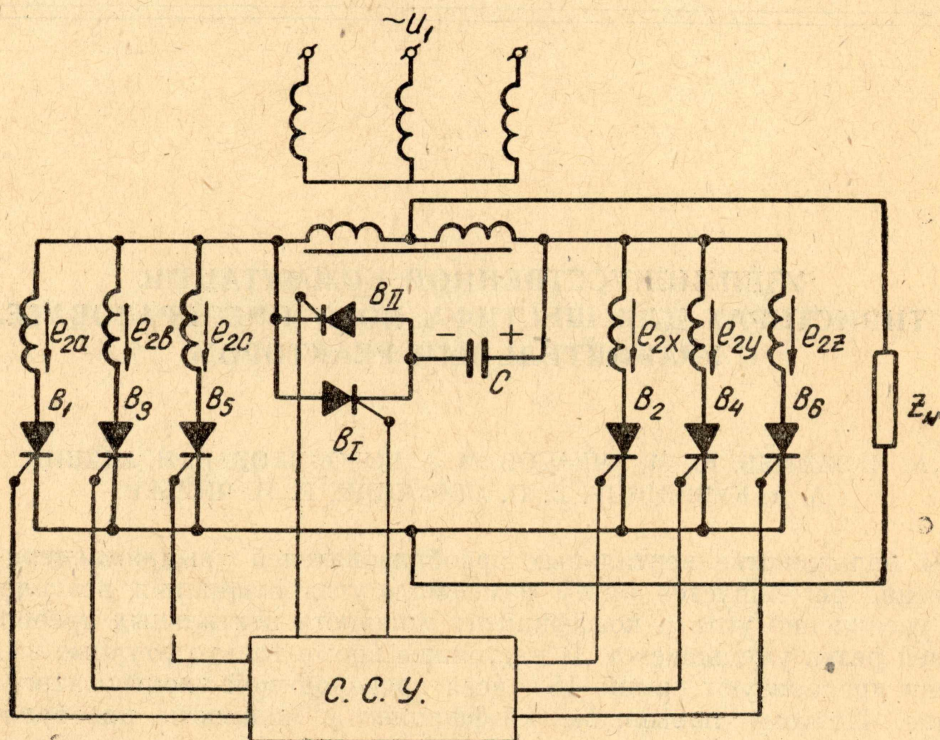 ~u₁
e₂ₐ e₂в e₂c Bᴵᴵ − + e₂x e₂y e₂z
C
B₁ B₃ B₅ Bᴵ B₂ B₄ B₆ Zн
С.С.У.